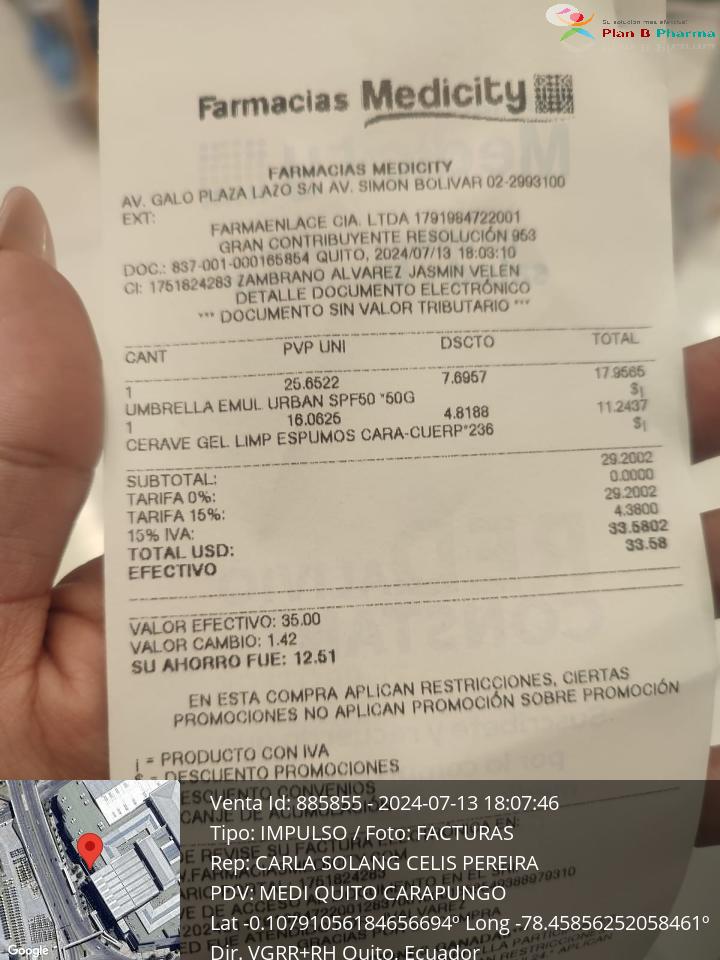 Su solución más efectiva!
Plan B Pharma
Farmacias Medicity
FARMACIAS MEDICITY
AV. GALO PLAZA LAZO S/N AV. SIMON BOLIVAR 02-2993100
EXT:
FARMAENLACE CIA. LTDA 1791984722001
GRAN CONTRIBUYENTE RESOLUCIÓN 953
DOC.: 837-001-000165854 QUITO, 2024/07/13 18:03:10
CI: 1751824283 ZAMBRANO ALVAREZ JASMIN VELEN
DETALLE DOCUMENTO ELECTRÓNICO
*** DOCUMENTO SIN VALOR TRIBUTARIO ***
CANT PVP UNI DSCTO TOTAL
1 25.6522 7.6957 17.9565
UMBRELLA EMUL URBAN SPF50 *50G $¡
1 16.0625 4.8188 11.2437
CERAVE GEL LIMP ESPUMOS CARA-CUERP*236 $¡
SUBTOTAL: 29.2002
TARIFA 0%: 0.0000
TARIFA 15%: 29.2002
15% IVA: 4.3800
TOTAL USD: 33.5802
EFECTIVO 33.58
VALOR EFECTIVO: 35.00
VALOR CAMBIO: 1.42
SU AHORRO FUE: 12.51
EN ESTA COMPRA APLICAN RESTRICCIONES, CIERTAS
PROMOCIONES NO APLICAN PROMOCIÓN SOBRE PROMOCIÓN
¡ = PRODUCTO CON IVA
$ = DESCUENTO PROMOCIONES
DESCUENTO CONVENIOS
Venta Id: 885855 - 2024-07-13 18:07:46
Tipo: IMPULSO / Foto: FACTURAS
Rep: CARLA SOLANG CELIS PEREIRA
PDV: MEDI QUITO CARAPUNGO
Lat -0.10791056184656694º Long -78.45856252058461º
Dir. VGRR+RH Quito, Ecuador
Google